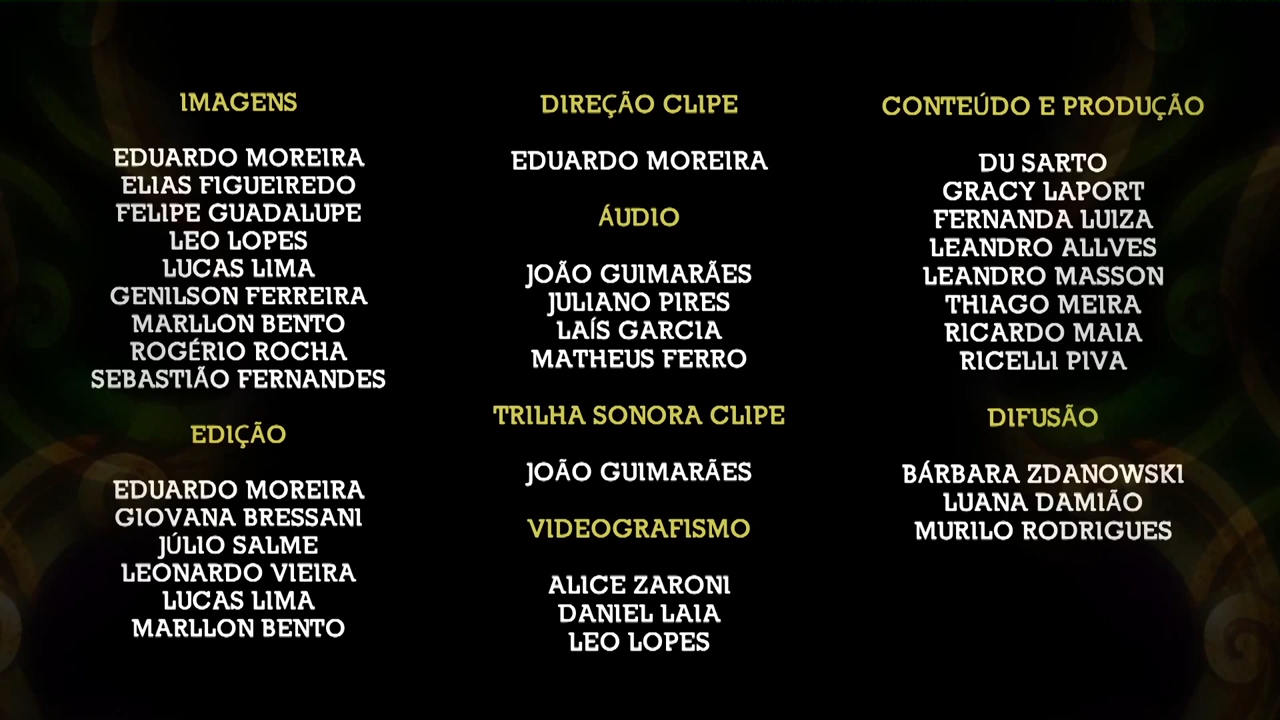 IMAGENS
EDUARDO MOREIRA
ELIAS FIGUEIREDO
FELIPE GUADALUPE
LEO LOPES
LUCAS LIMA
GENILSON FERREIRA
MARLLON BENTO
ROGÉRIO ROCHA
SEBASTIÃO FERNANDES
EDIÇÃO
EDUARDO MOREIRA
GIOVANA BRESSANI
JÚLIO SALME
LEONARDO VIEIRA
LUCAS LIMA
MARLLON BENTO
DIREÇÃO CLIPE
EDUARDO MOREIRA
ÁUDIO
JOÃO GUIMARÃES
JULIANO PIRES
LAÍS GARCIA
MATHEUS FERRO
TRILHA SONORA CLIPE
JOÃO GUIMARÃES
VIDEOGRAFISMO
ALICE ZARONI
DANIEL LAIA
LEO LOPES
CONTEÚDO E PRODUÇÃO
DU SARTO
GRACY LAPORT
FERNANDA LUIZA
LEANDRO ALLVES
LEANDRO MASSON
THIAGO MEIRA
RICARDO MAIA
RICELLI PIVA
DIFUSÃO
BÁRBARA ZDANOWSKI
LUANA DAMIÃO
MURILO RODRIGUES